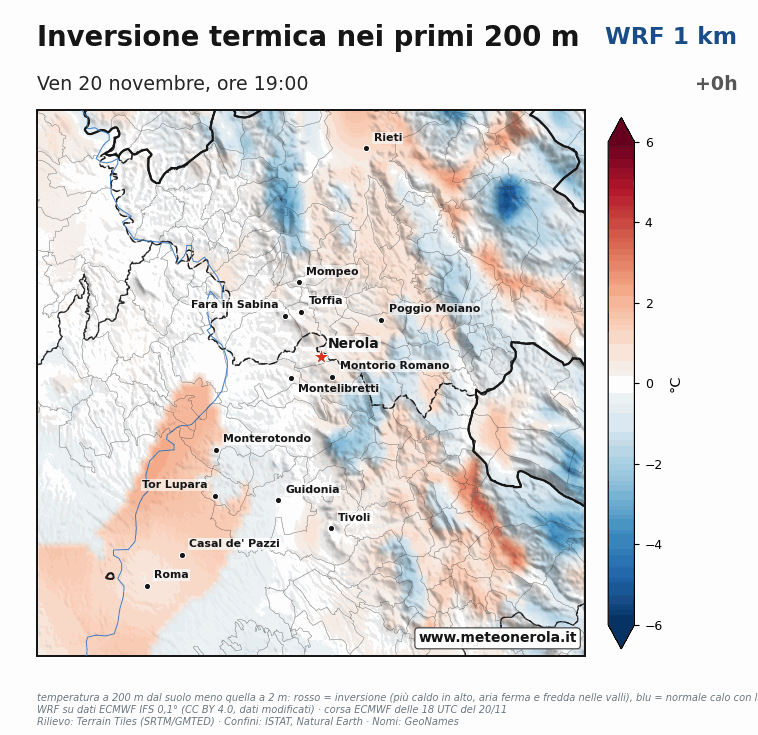 Inversione termica nei primi 200 m
WRF 1 km
Ven 20 novembre, ore 19:00
+0h
Rieti
Mompeo
Fara in Sabina
Toffia
Poggio Moiano
Nerola
Montorio Romano
Montelibretti
Monterotondo
Tor Lupara
Guidonia
Tivoli
Casal de' Pazzi
Roma
www.meteonerola.it
6
4
2
0
−2
−4
−6
°C
temperatura a 200 m dal suolo meno quella a 2 m: rosso = inversione (più caldo in alto, aria ferma e fredda nelle valli), blu = normale calo con l
WRF su dati ECMWF IFS 0,1° (CC BY 4.0, dati modificati) · corsa ECMWF delle 18 UTC del 20/11
Rilievo: Terrain Tiles (SRTM/GMTED) · Confini: ISTAT, Natural Earth · Nomi: GeoNames